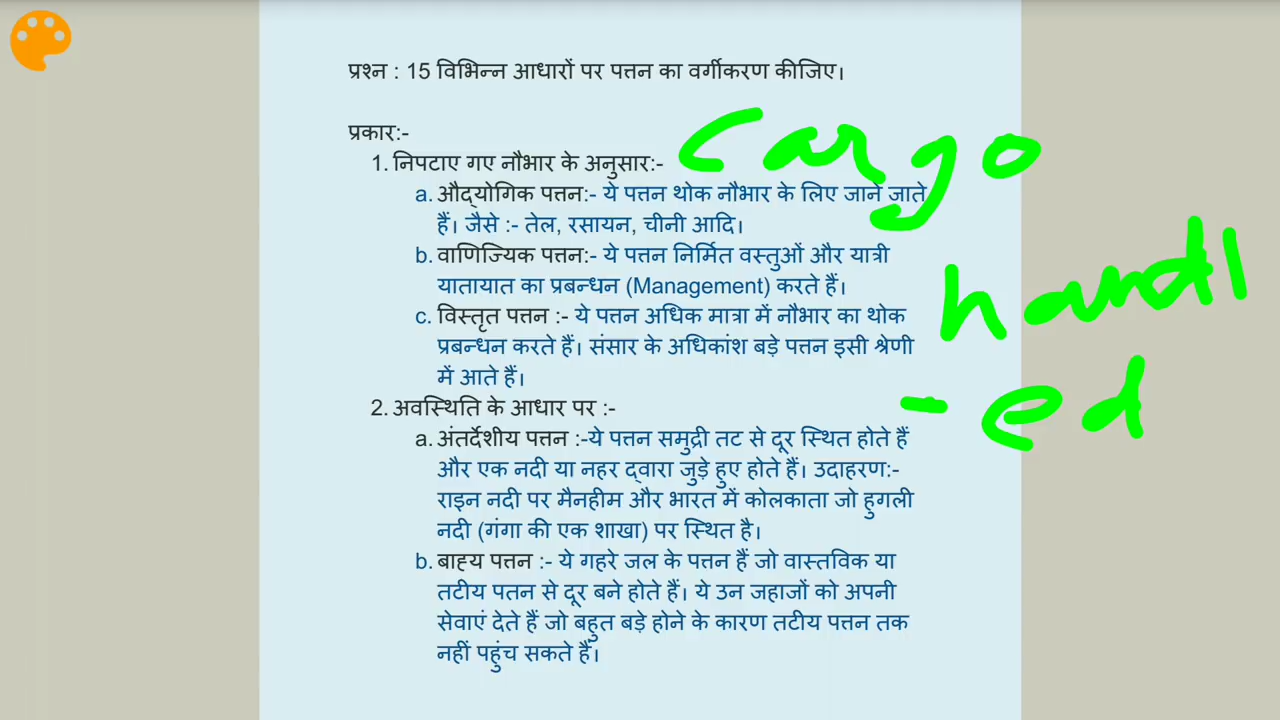 प्रश्न : 15 विभिन्न आधारों पर पत्तन का वर्गीकरण कीजिए।
प्रकार:-
1. निपटाए गए नौभार के अनुसार:-
a. औद्योगिक पत्तन:- ये पत्तन थोक नौभार के लिए जाने जाते
हैं। जैसे :- तेल, रसायन, चीनी आदि।
b. वाणिज्यिक पत्तन:- ये पत्तन निर्मित वस्तुओं और यात्री
यातायात का प्रबन्धन (Management) करते हैं।
c. विस्तृत पत्तन :- ये पत्तन अधिक मात्रा में नौभार का थोक
प्रबन्धन करते हैं। संसार के अधिकांश बड़े पत्तन इसी श्रेणी
में आते हैं।
2. अवस्थिति के आधार पर :-
a. अंतर्देशीय पत्तन :-ये पत्तन समुद्री तट से दूर स्थित होते हैं
और एक नदी या नहर द्वारा जुड़े हुए होते हैं। उदाहरण:-
राइन नदी पर मैनहीम और भारत में कोलकाता जो हुगली
नदी (गंगा की एक शाखा) पर स्थित है।
b. बाह्य पत्तन :- ये गहरे जल के पत्तन हैं जो वास्तविक या
तटीय पतन से दूर बने होते हैं। ये उन जहाजों को अपनी
सेवाएं देते हैं जो बहुत बड़े होने के कारण तटीय पत्तन तक
नहीं पहुंच सकते हैं।
cargo
handl
-ed